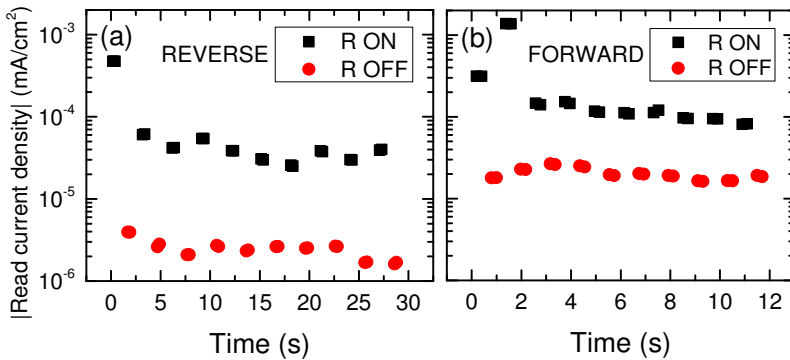 |Read current density| (mA/cm²)
10⁻³
10⁻⁴
10⁻⁵
10⁻⁶
(a)
REVERSE
R ON
R OFF
0 5 10 15 20 25 30
Time (s)
(b)
FORWARD
R ON
R OFF
0 2 4 6 8 10 12
Time (s)